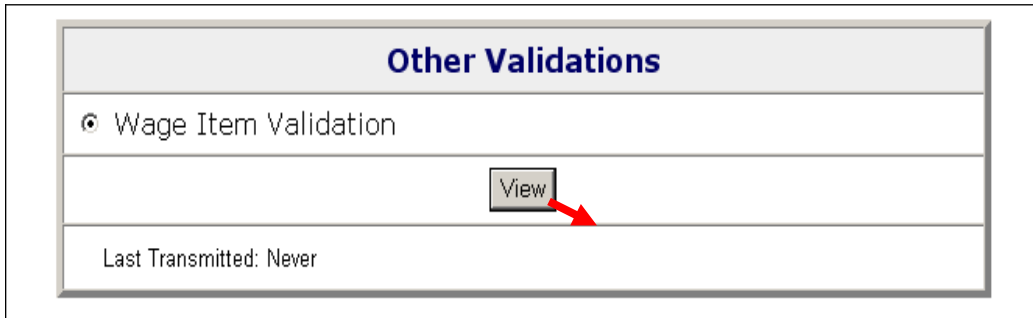 Other Validations
Wage Item Validation
View
Last Transmitted: Never